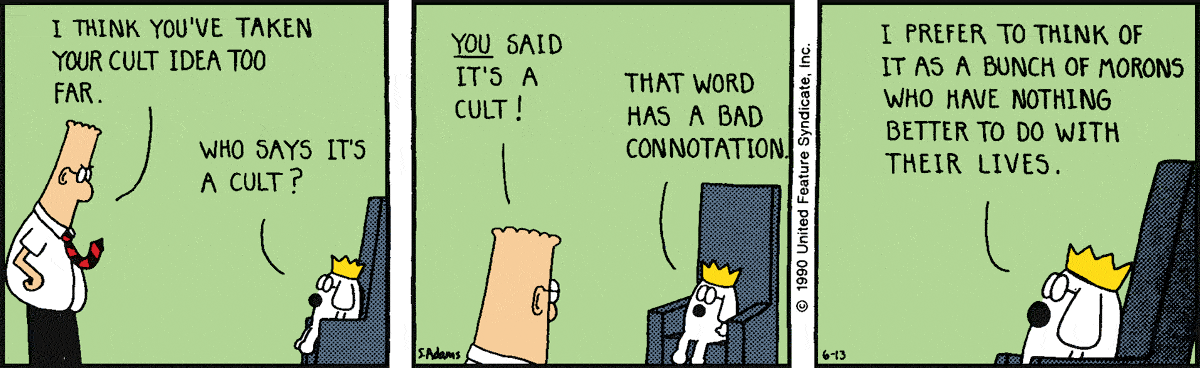 I THINK YOU'VE TAKEN
YOUR CULT IDEA TOO
FAR.
WHO SAYS IT'S
A CULT?
YOU SAID
IT'S A
CULT!
THAT WORD
HAS A BAD
CONNOTATION.
S.Adams
© 1990 United Feature Syndicate, Inc.
I PREFER TO THINK OF
IT AS A BUNCH OF MORONS
WHO HAVE NOTHING
BETTER TO DO WITH
THEIR LIVES.
6-13